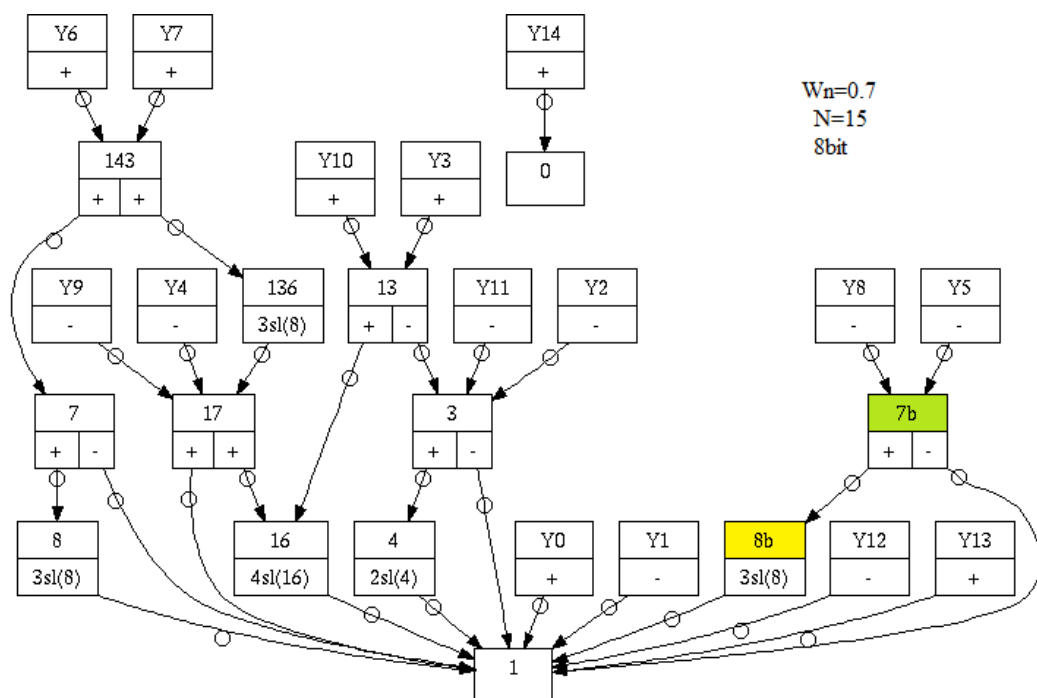 Y6 Y7 Y14
+ + +
Wn=0.7
N=15
8bit
143 Y10 Y3 0
+ + + +
Y9 Y4 136 13 Y11 Y2 Y8 Y5
- - 3sl(8) + - - - - -
7 17 3 7b
+ - + + + - + -
8 16 4 Y0 Y1 8b Y12 Y13
3sl(8) 4sl(16) 2sl(4) + - 3sl(8) - +
1